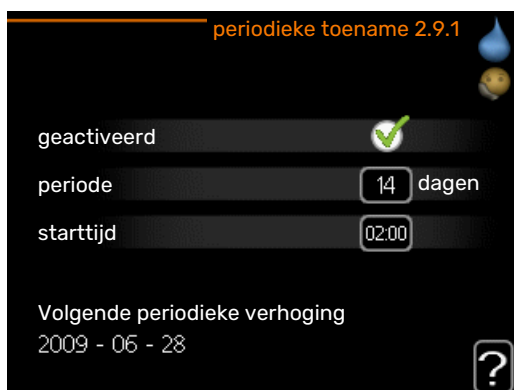 periodieke toename 2.9.1
geactiveerd
periode 14 dagen
starttijd 02:00
Volgende periodieke verhoging
2009 - 06 - 28
?